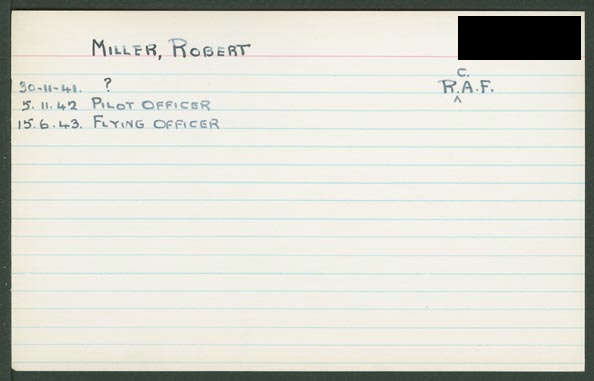 MILLER, ROBERT
30-11-41. ? R.C.A.F.
5.11.42 PILOT OFFICER
15.6.43. FLYING OFFICER